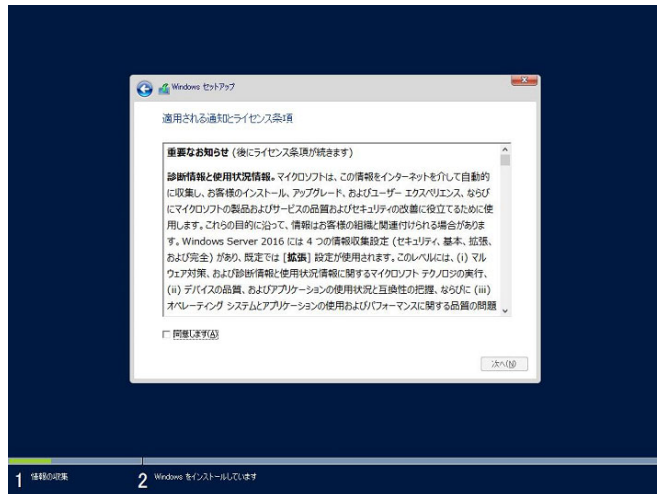 Windows セットアップ
適用される通知とライセンス条項
重要なお知らせ (後にライセンス条項が続きます)
診断情報と使用状況情報。マイクロソフトは、この情報をインターネットを介して自動的
に収集し、お客様のインストール、アップグレード、およびユーザー エクスペリエンス、ならび
にマイクロソフトの製品およびサービスの品質およびセキュリティの改善に役立てるために使
用します。これらの目的に沿って、情報はお客様の組織と関連付けられる場合がありま
す。Windows Server 2016 には 4 つの情報収集設定 (セキュリティ、基本、拡張、
および完全) があり、既定では [拡張] 設定が使用されます。このレベルには、(i) マル
ウェア対策、および診断情報と使用状況情報に関するマイクロソフト テクノロジの実行、
(ii) デバイスの品質、およびアプリケーションの使用状況と互換性の把握、ならびに (iii)
オペレーティング システムとアプリケーションの使用およびパフォーマンスに関する品質の問題
同意します(A)
次へ(N)
1 情報の収集
2 Windows をインストールしています